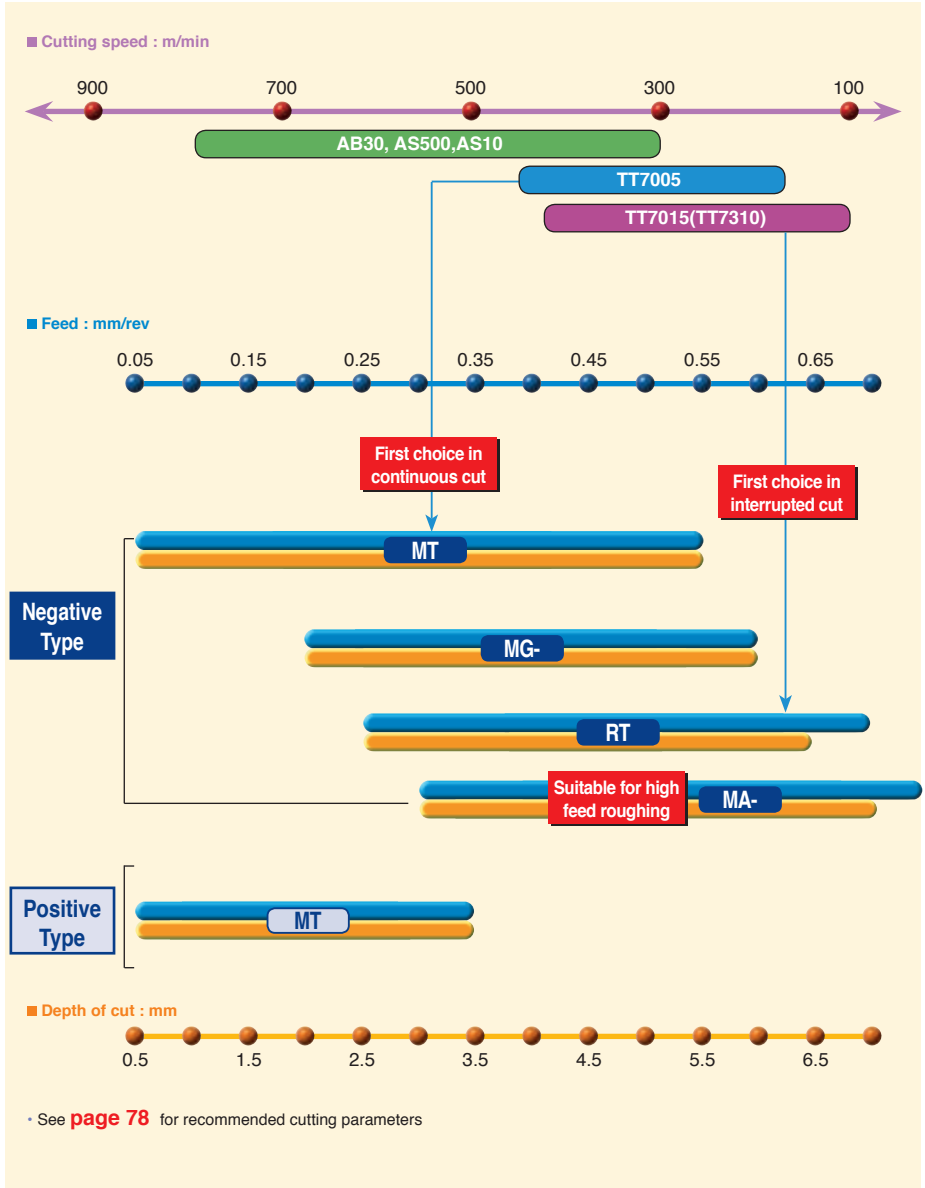 ■ Cutting speed : m/min
900 700 500 300 100
AB30, AS500,AS10
TT7005
TT7015(TT7310)
■ Feed : mm/rev
0.05 0.15 0.25 0.35 0.45 0.55 0.65
First choice in
continuous cut
First choice in
interrupted cut
MT
Negative
Type
MG-
RT
Suitable for high
feed roughing
MA-
Positive
Type
MT
■ Depth of cut : mm
0.5 1.5 2.5 3.5 4.5 5.5 6.5
• See page 78 for recommended cutting parameters